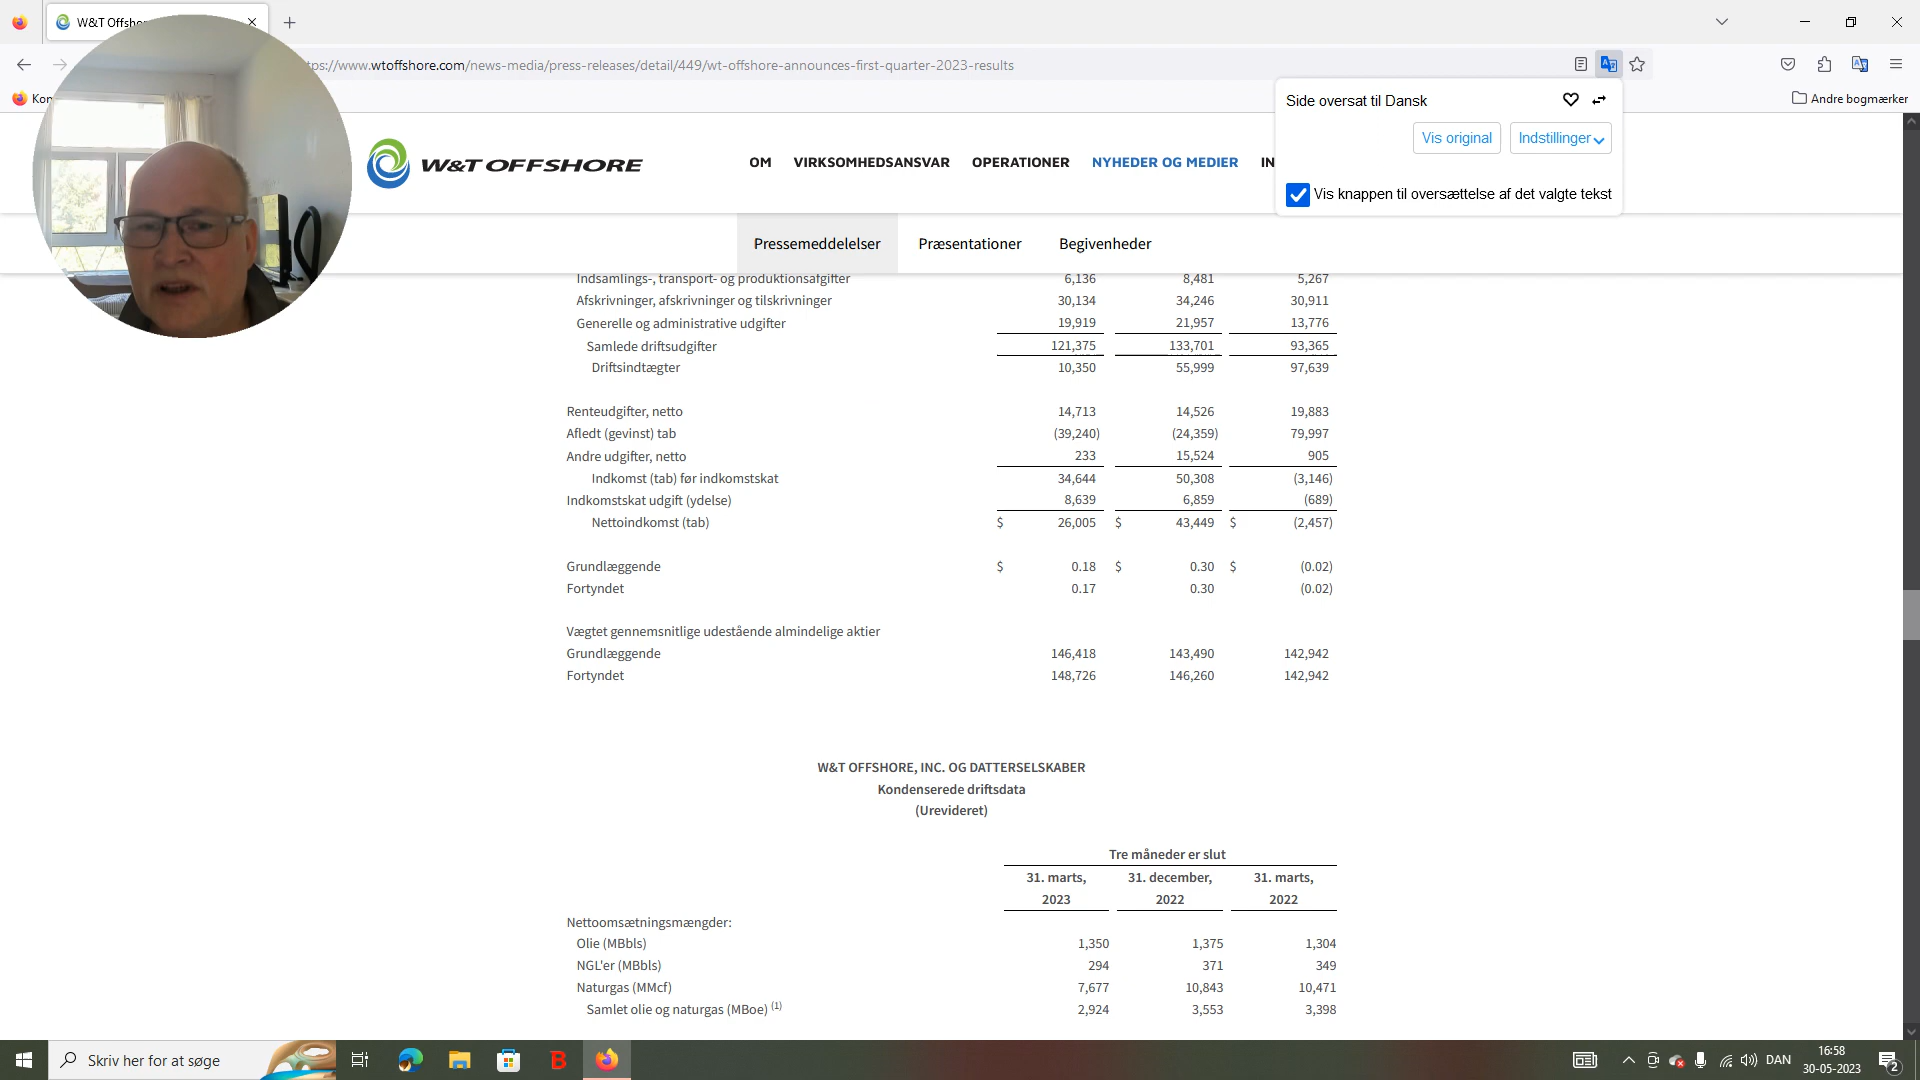 W&T Offsho
tps://www.wtoffshore.com/news-media/press-releases/detail/449/wt-offshore-announces-first-quarter-2023-results
Kon
Andre bogmærker
Side oversat til Dansk
Vis original
Indstillinger
Vis knappen til oversættelse af det valgte tekst
W&T OFFSHORE
OM VIRKSOMHEDSANSVAR OPERATIONER NYHEDER OG MEDIER IN
Pressemeddelelser Præsentationer Begivenheder
Indsamlings-, transport- og produktionsafgifter 6,136 8,481 5,267
Afskrivninger, afskrivninger og tilskrivninger 30,134 34,246 30,911
Generelle og administrative udgifter 19,919 21,957 13,776
Samlede driftsudgifter 121,375 133,701 93,365
Driftsindtægter 10,350 55,999 97,639
Renteudgifter, netto 14,713 14,526 19,883
Afledt (gevinst) tab (39,240) (24,359) 79,997
Andre udgifter, netto 233 15,524 905
Indkomst (tab) før indkomstskat 34,644 50,308 (3,146)
Indkomstskat udgift (ydelse) 8,639 6,859 (689)
Nettoindkomst (tab) $ 26,005 $ 43,449 $ (2,457)
Grundlæggende $ 0.18 $ 0.30 $ (0.02)
Fortyndet 0.17 0.30 (0.02)
Vægtet gennemsnitlige udestående almindelige aktier
Grundlæggende 146,418 143,490 142,942
Fortyndet 148,726 146,260 142,942
W&T OFFSHORE, INC. OG DATTERSELSKABER
Kondenserede driftsdata
(Urevideret)
Tre måneder er slut
31. marts, 31. december, 31. marts,
2023 2022 2022
Nettoomsætningsmængder:
Olie (MBbls) 1,350 1,375 1,304
NGL'er (MBbls) 294 371 349
Naturgas (MMcf) 7,677 10,843 10,471
Samlet olie og naturgas (MBoe) (1) 2,924 3,553 3,398
Skriv her for at søge
DAN
16:58
30-05-2023
2